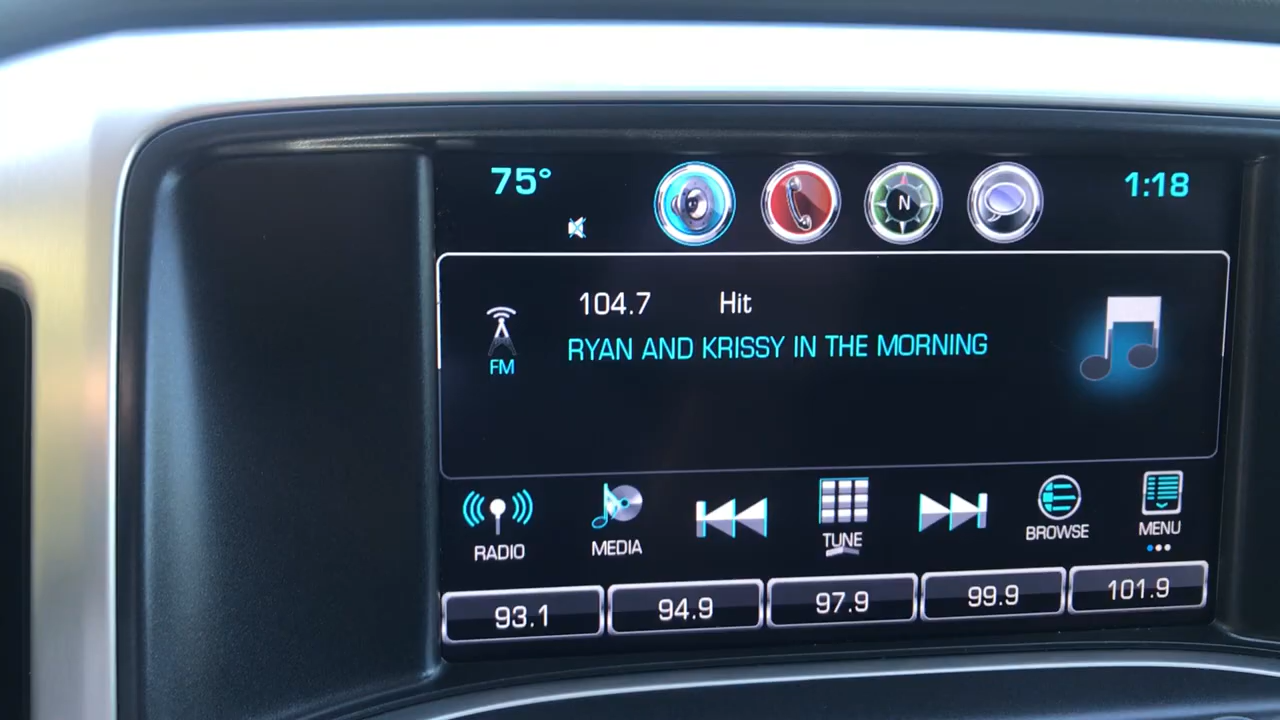 75°
N
1:18
104.7 Hit
FM
RYAN AND KRISSY IN THE MORNING
RADIO
MEDIA
TUNE
BROWSE
MENU
93.1
94.9
97.9
99.9
101.9